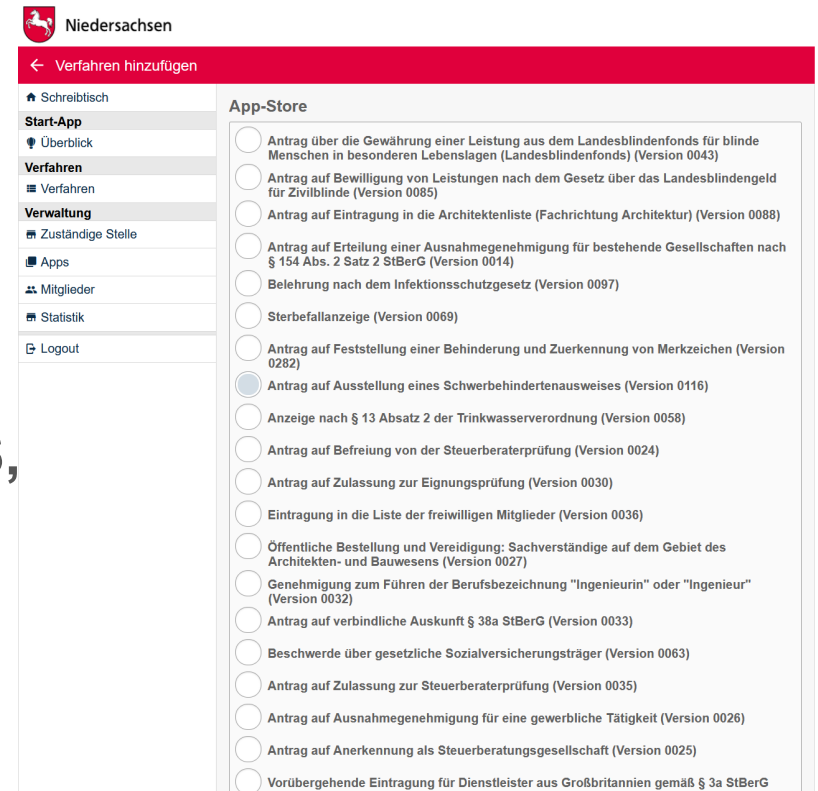 Niedersachsen
← Verfahren hinzufügen
Schreibtisch
Start-App
Überblick
Verfahren
Verfahren
Verwaltung
Zuständige Stelle
Apps
Mitglieder
Statistik
Logout
App-Store
Antrag über die Gewährung einer Leistung aus dem Landesblindenfonds für blinde
Menschen in besonderen Lebenslagen (Landesblindenfonds) (Version 0043)
Antrag auf Bewilligung von Leistungen nach dem Gesetz über das Landesblindengeld
für Zivilblinde (Version 0085)
Antrag auf Eintragung in die Architektenliste (Fachrichtung Architektur) (Version 0088)
Antrag auf Erteilung einer Ausnahmegenehmigung für bestehende Gesellschaften nach
§ 154 Abs. 2 Satz 2 StBerG (Version 0014)
Belehrung nach dem Infektionsschutzgesetz (Version 0097)
Sterbefallanzeige (Version 0069)
Antrag auf Feststellung einer Behinderung und Zuerkennung von Merkzeichen (Version
0282)
Antrag auf Ausstellung eines Schwerbehindertenausweises (Version 0116)
Anzeige nach § 13 Absatz 2 der Trinkwasserverordnung (Version 0058)
Antrag auf Befreiung von der Steuerberaterprüfung (Version 0024)
Antrag auf Zulassung zur Eignungsprüfung (Version 0030)
Eintragung in die Liste der freiwilligen Mitglieder (Version 0036)
Öffentliche Bestellung und Vereidigung: Sachverständige auf dem Gebiet des
Architekten- und Bauwesens (Version 0027)
Genehmigung zum Führen der Berufsbezeichnung "Ingenieurin" oder "Ingenieur"
(Version 0032)
Antrag auf verbindliche Auskunft § 38a StBerG (Version 0033)
Beschwerde über gesetzliche Sozialversicherungsträger (Version 0063)
Antrag auf Zulassung zur Steuerberaterprüfung (Version 0035)
Antrag auf Ausnahmegenehmigung für eine gewerbliche Tätigkeit (Version 0026)
Antrag auf Anerkennung als Steuerberatungsgesellschaft (Version 0025)
Vorübergehende Eintragung für Dienstleister aus Großbritannien gemäß § 3a StBerG